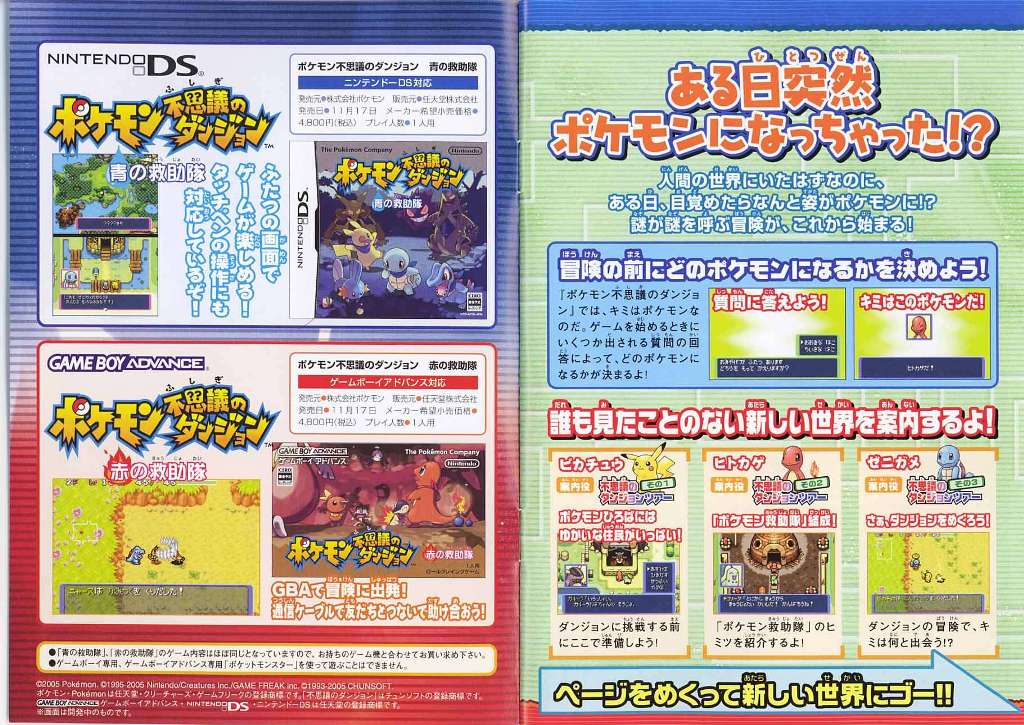 NINTENDO DS
ふしぎ
ポケモン不思議のダンジョン
青の救助隊
ポケモン不思議のダンジョン 青の救助隊
ニンテンドーDS対応
発売元●株式会社ポケモン 販売元●任天堂株式会社
発売日●11月17日 メーカー希望小売価格●
4,800円(税込) プレイ人数●1人用
ふたつの画面で
ゲームが楽しめる!
タッチペンの操作にも
対応しているぞ!
NINTENDO DS
The Pokémon Company
Nintendo
ポケモン不思議のダンジョン
青の救助隊
GAME BOY ADVANCE
ふしぎ
ポケモン不思議のダンジョン
赤の救助隊
ポケモン不思議のダンジョン 赤の救助隊
ゲームボーイアドバンス対応
発売元●株式会社ポケモン 販売元●任天堂株式会社
発売日●11月17日 メーカー希望小売価格●
4,800円(税込) プレイ人数●1人用
GAME BOY ADVANCE
ゲームボーイアドバンス
The Pokémon Company
Nintendo
ポケモン不思議のダンジョン
赤の救助隊
1人用
ロールプレイングゲーム
GBAで冒険に出発!
通信ケーブルで友だちとつないで助け合おう!
●「青の救助隊」、「赤の救助隊」のゲーム内容はほぼ同じとなっていますので、お持ちのゲーム機と合わせてお買い求め下さい。
●ゲームボーイ専用、ゲームボーイアドバンス専用「ポケットモンスター」を使って遊ぶことはできません。
©2005 Pokémon. ©1995-2005 Nintendo/Creatures Inc./GAME FREAK inc. ©1993-2005 CHUNSOFT
ポケモン・Pokémonは任天堂・クリーチャーズ・ゲームフリークの登録商標です。「不思議のダンジョン」はチュンソフトの登録商標です。
GAME BOY ADVANCE ゲームボーイアドバンス・NINTENDO DS・ニンテンドーDSは任天堂の登録商標です。
※画面は開発中のものです。
ある日突然
ポケモンになっちゃった!?
人間の世界にいたはずなのに、
ある日、目覚めたらなんと姿がポケモンに!?
謎が謎を呼ぶ冒険が、これから始まる!
冒険の前にどのポケモンになるかを決めよう!
『ポケモン不思議のダンジョ
ン』では、キミはポケモンな
のだ。ゲームを始めるときに
いくつか出される質問の回
答によって、どのポケモンに
なるかが決まるよ!
質問に答えよう!
キミはこのポケモンだ!
ヒトカゲだ!
誰も見たことのない新しい世界を案内するよ!
ピカチュウ
案内役
その1
不思議の
ダンジョンツアー
ポケモンひろばには
ゆかいな住民がいっぱい!
ダンジョンに挑戦する前
にここで準備しよう!
ヒトカゲ
案内役
その2
不思議の
ダンジョンツアー
「ポケモン救助隊」結成!
「ポケモン救助隊」のヒ
ミツを紹介するよ!
ゼニガメ
案内役
その3
不思議の
ダンジョンツアー
さぁ、ダンジョンをめぐろう!
ダンジョンの冒険で、キ
ミは何と出会う!?
ページをめくって新しい世界にゴー!!